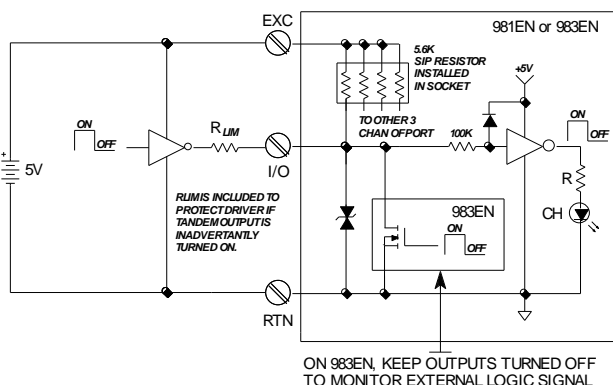 EXC
981EN or 983EN
5.6K
SIP RESISTOR
INSTALLED
IN SOCKET
+5V
ON
OFF
R LIM
TO OTHER 3
CHAN OF PORT
100K
ON
OFF
+
5V
I/O
R
RLIM IS INCLUDED TO
PROTECT DRIVER IF
TANDEM OUTPUT IS
INADVERTANTLY
TURNED ON.
983EN
ON
OFF
CH
RTN
ON 983EN, KEEP OUTPUTS TURNED OFF
TO MONITOR EXTERNAL LOGIC SIGNAL